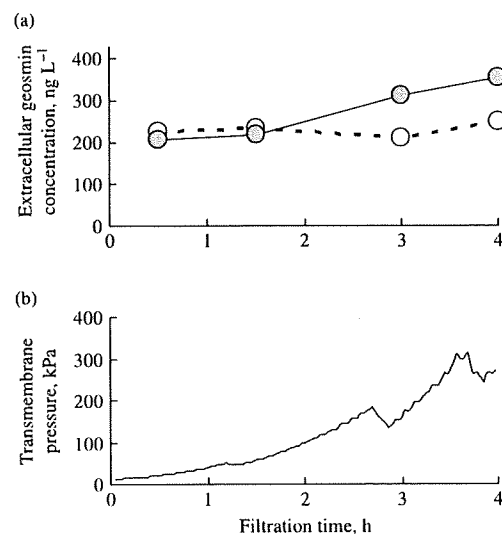 (a)
Extracellular geosmin
concentration, ng L⁻¹
400
300
200
100
0
0 1 2 3 4
(b)
Transmembrane
pressure, kPa
400
300
200
100
0
0 1 2 3 4
Filtration time, h